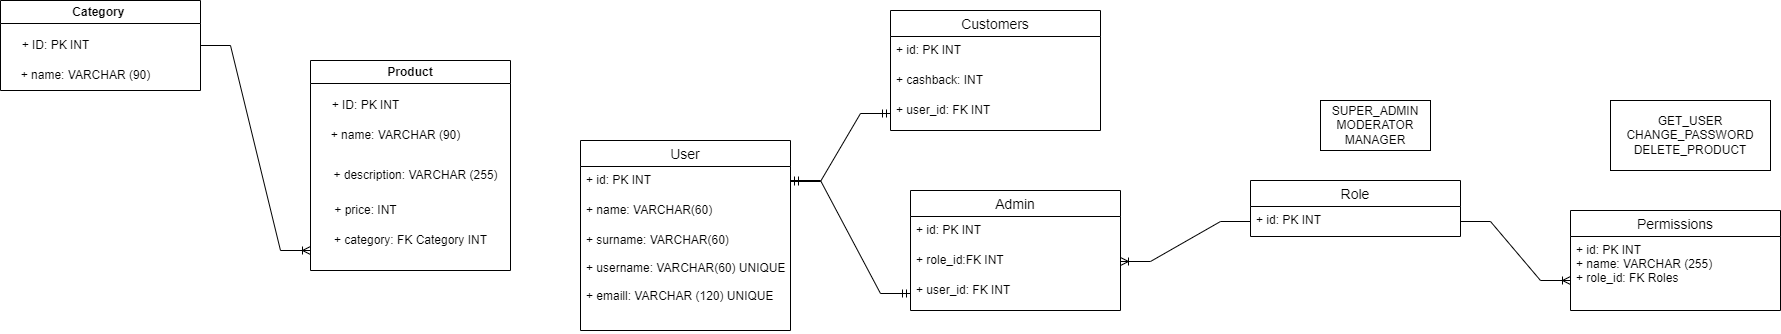 Category
+ ID: PK INT
+ name: VARCHAR (90)
Product
+ ID: PK INT
+ name: VARCHAR (90)
+ description: VARCHAR (255)
+ price: INT
+ category: FK Category INT
User
+ id: PK INT
+ name: VARCHAR(60)
+ surname: VARCHAR(60)
+ username: VARCHAR(60) UNIQUE
+ emaill: VARCHAR (120) UNIQUE
Customers
+ id: PK INT
+ cashback: INT
+ user_id: FK INT
Admin
+ id: PK INT
+ role_id:FK INT
+ user_id: FK INT
SUPER_ADMIN
MODERATOR
MANAGER
Role
+ id: PK INT
GET_USER
CHANGE_PASSWORD
DELETE_PRODUCT
Permissions
+ id: PK INT
+ name: VARCHAR (255)
+ role_id: FK Roles